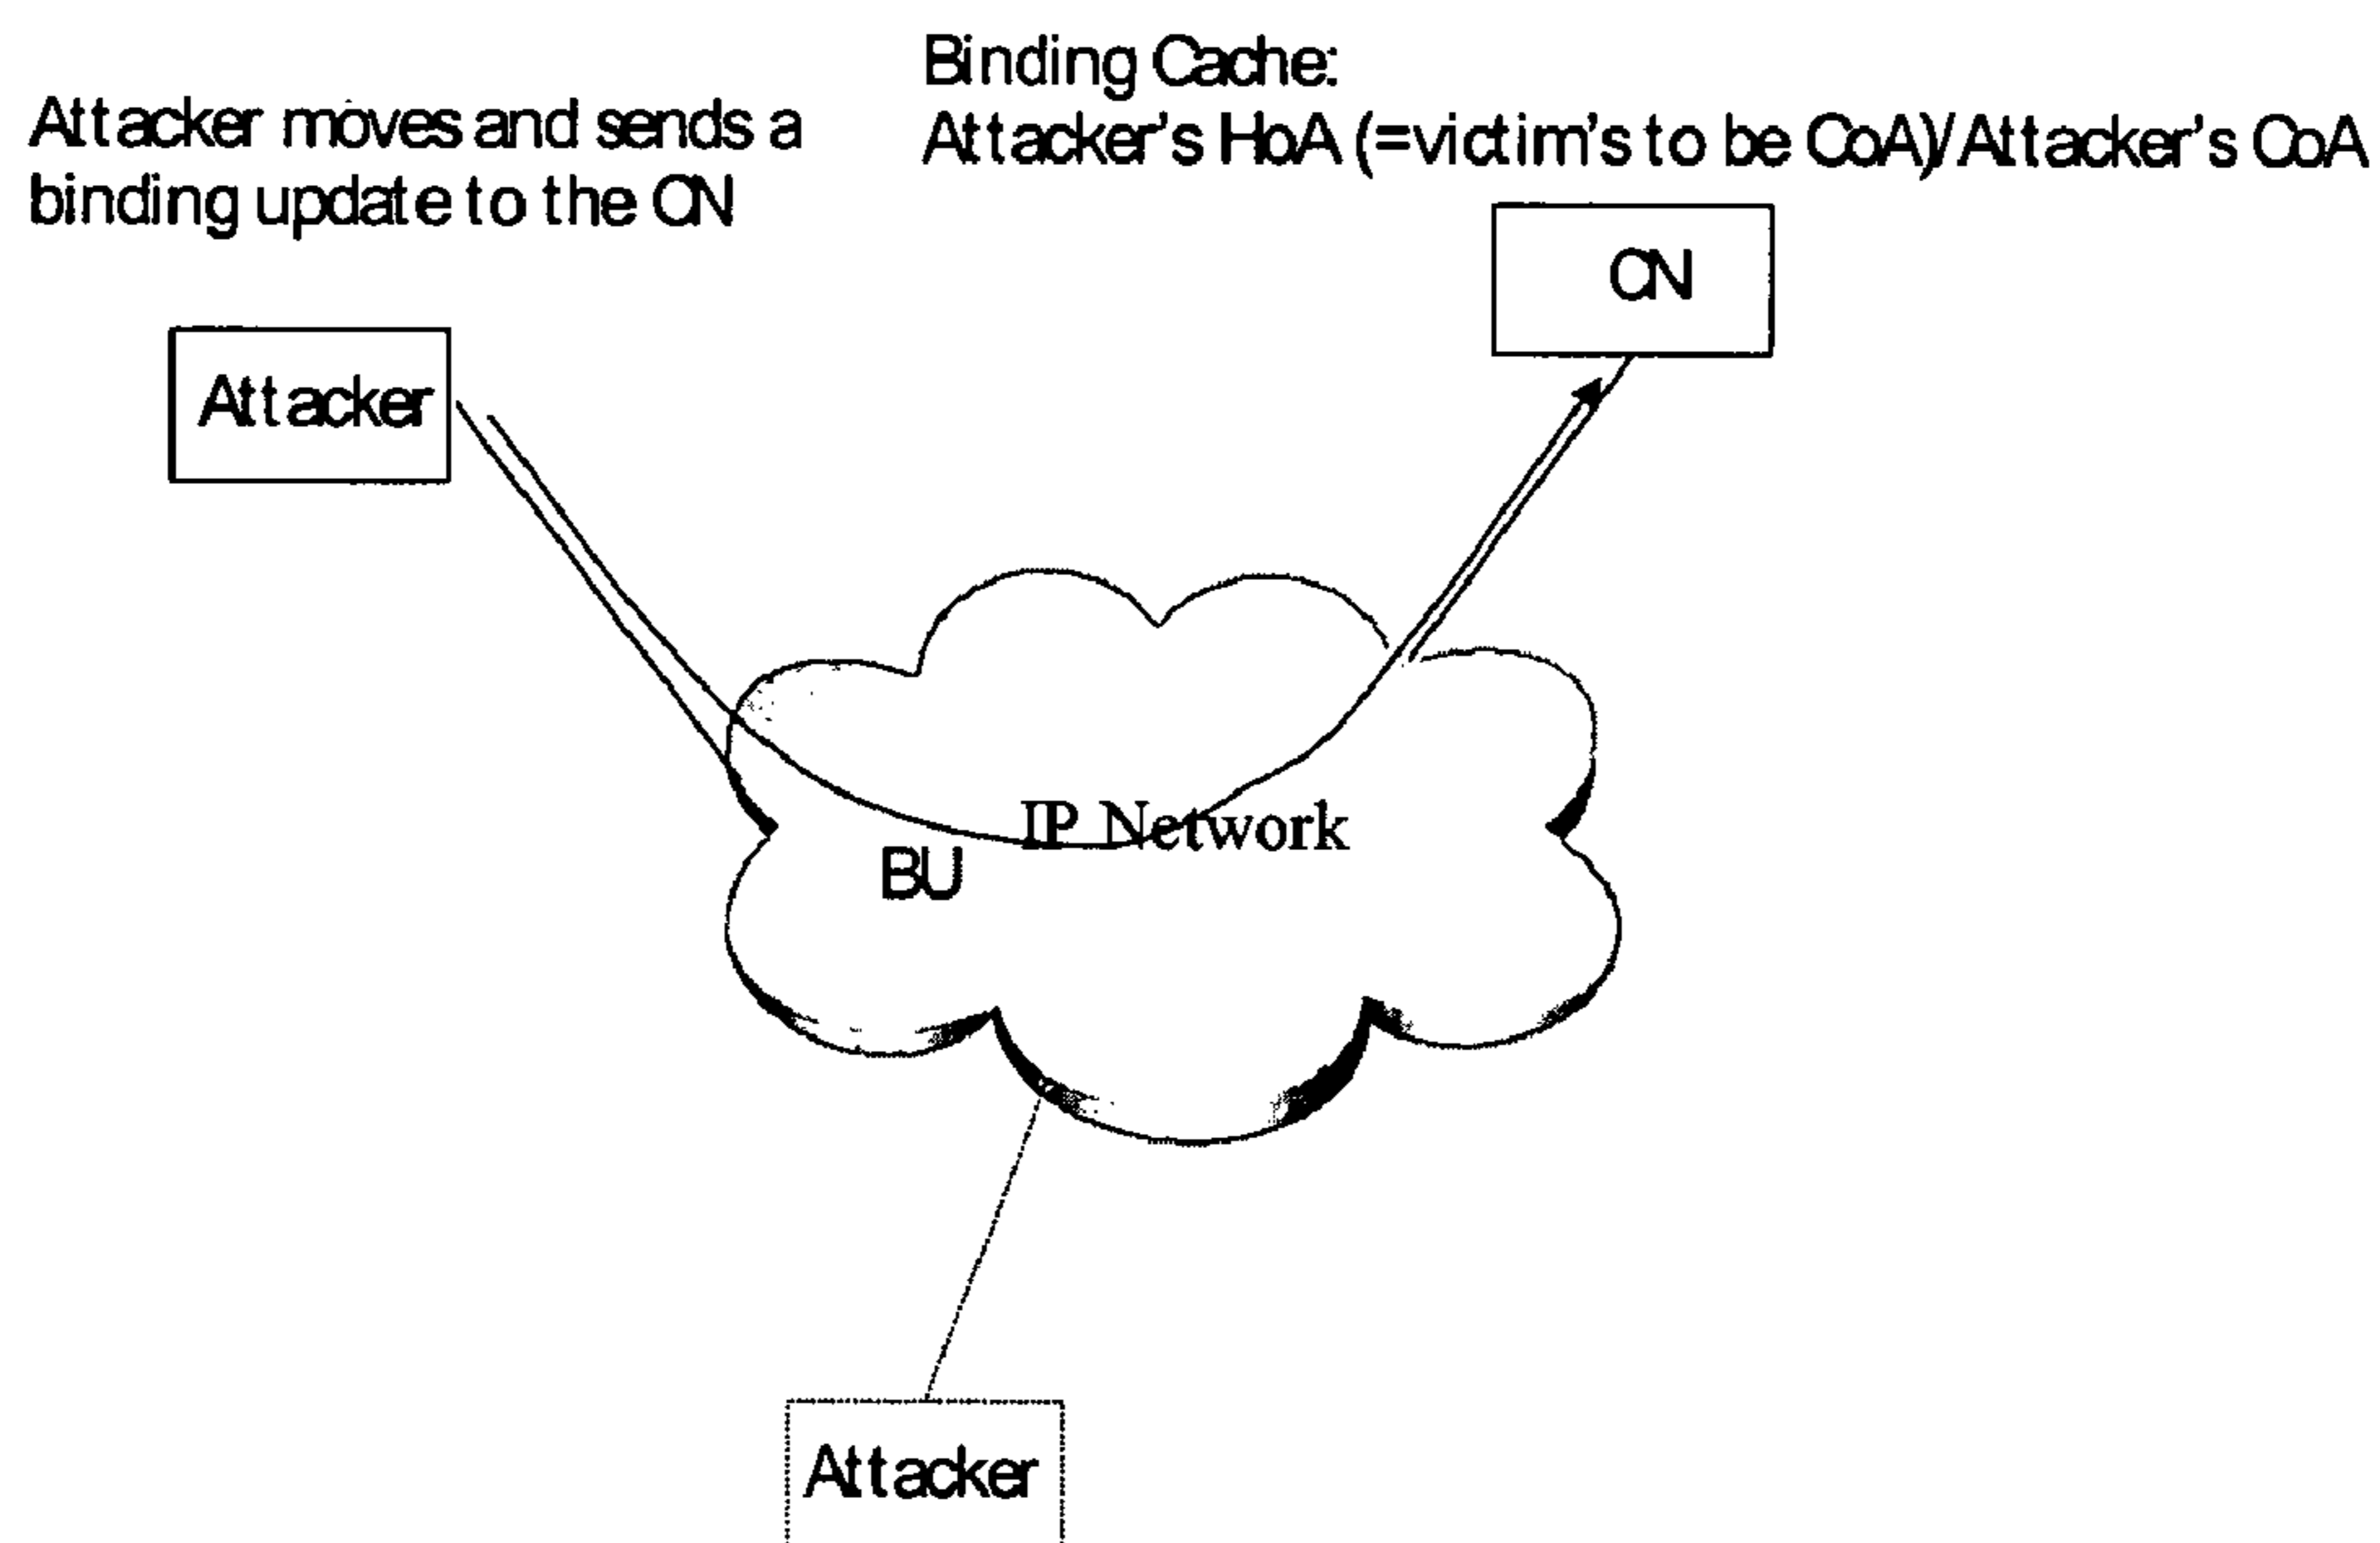 Attacker moves and sends a
binding update to the CN
Binding Cache:
Attacker's HoA (=victim's to be CoA)/Attacker's CoA
CN
Attacker
IP Network
BU
Attacker